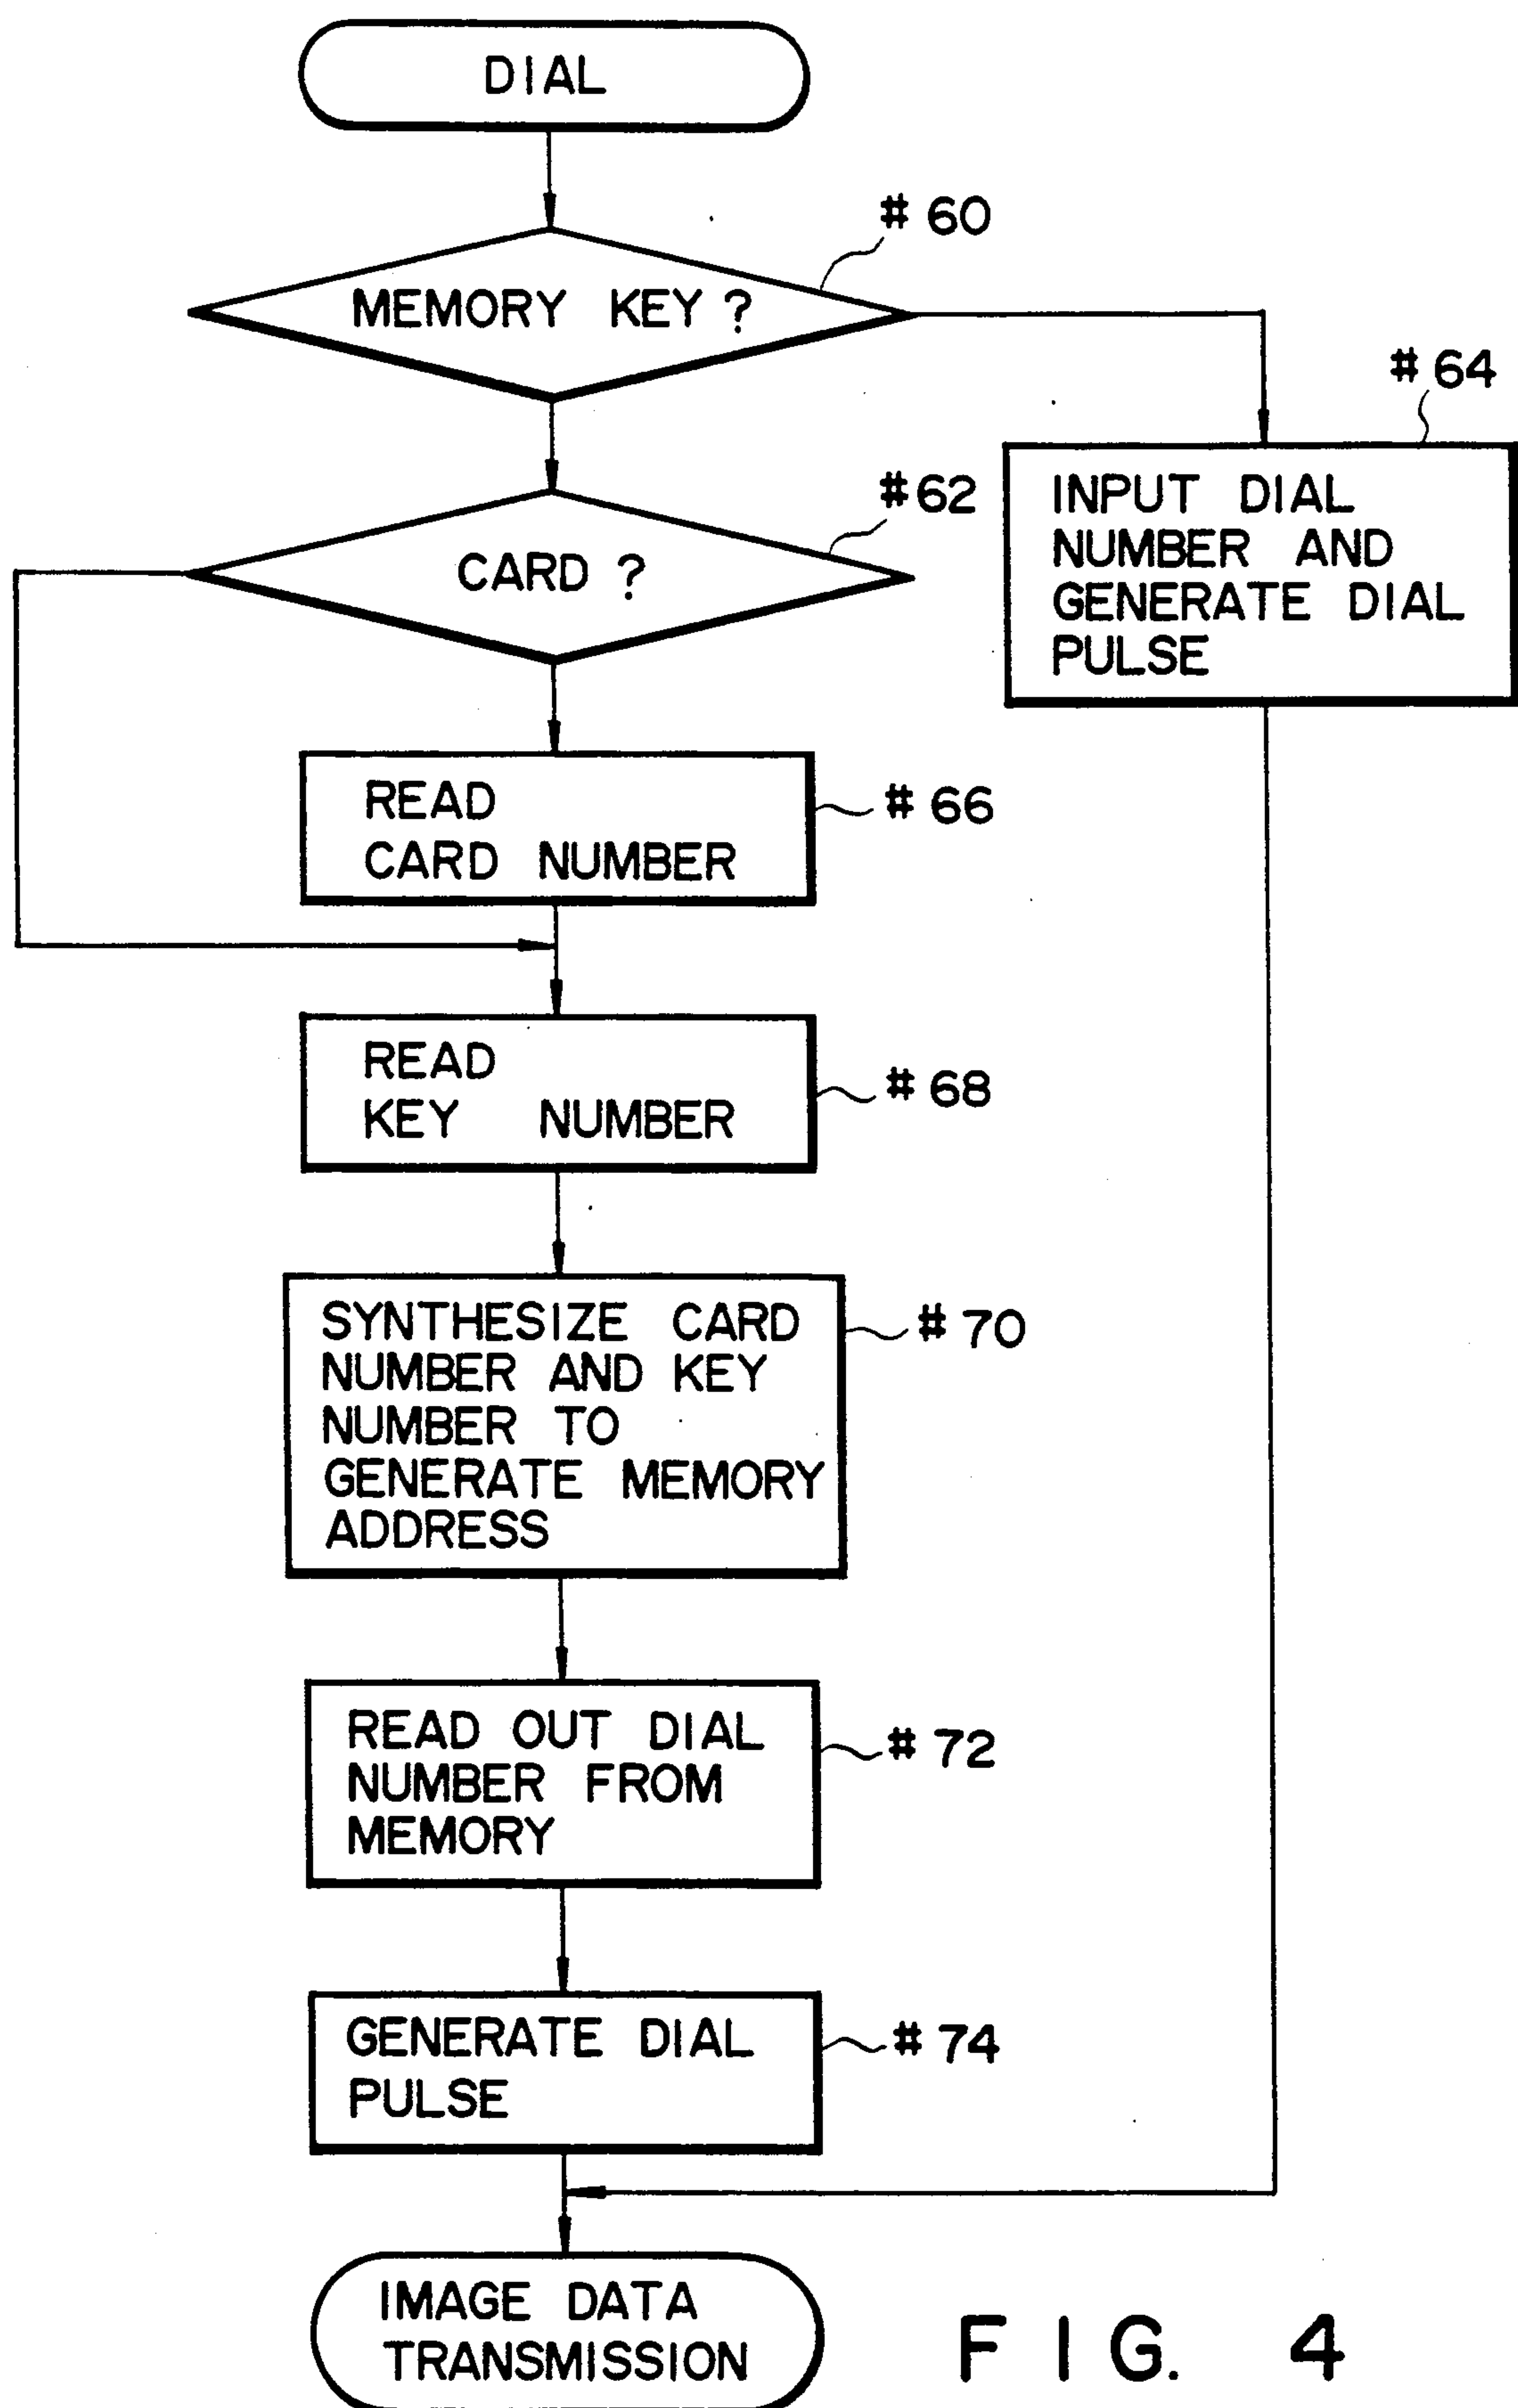 DIAL
# 60
MEMORY KEY ?
# 64
INPUT DIAL
NUMBER AND
GENERATE DIAL
PULSE
#62
CARD ?
READ
CARD NUMBER
# 66
READ
KEY NUMBER
# 68
SYNTHESIZE CARD
NUMBER AND KEY
NUMBER TO
GENERATE MEMORY
ADDRESS
# 70
READ OUT DIAL
NUMBER FROM
MEMORY
# 72
GENERATE DIAL
PULSE
# 74
IMAGE DATA
TRANSMISSION
FIG. 4